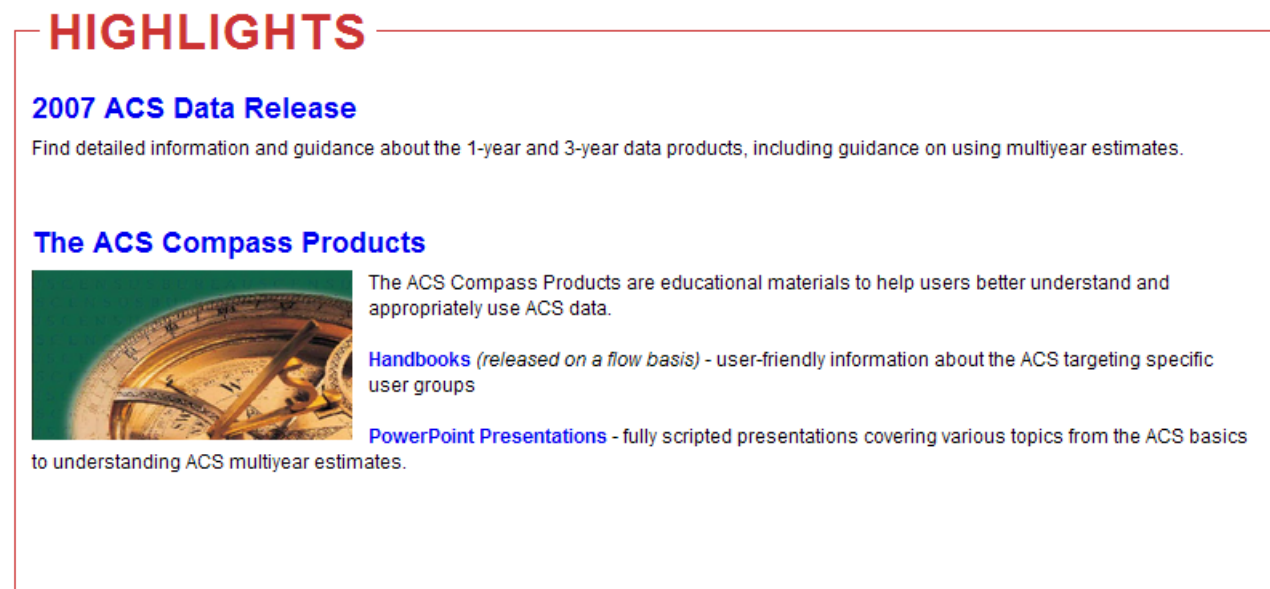 HIGHLIGHTS
2007 ACS Data Release
Find detailed information and guidance about the 1-year and 3-year data products, including guidance on using multiyear estimates.
The ACS Compass Products
The ACS Compass Products are educational materials to help users better understand and
appropriately use ACS data.
Handbooks (released on a flow basis) - user-friendly information about the ACS targeting specific
user groups
PowerPoint Presentations - fully scripted presentations covering various topics from the ACS basics
to understanding ACS multiyear estimates.